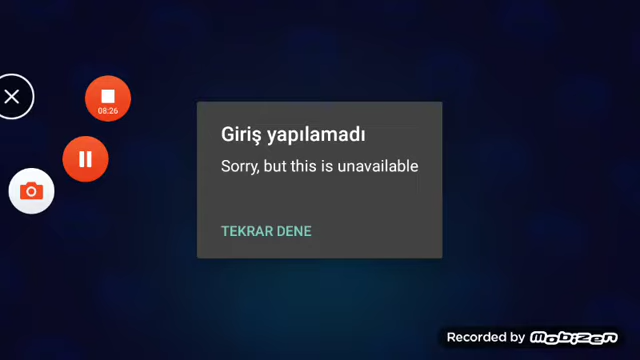 08:26
Giriş yapılamadı
Sorry, but this is unavailable
TEKRAR DENE
Recorded by mobizen